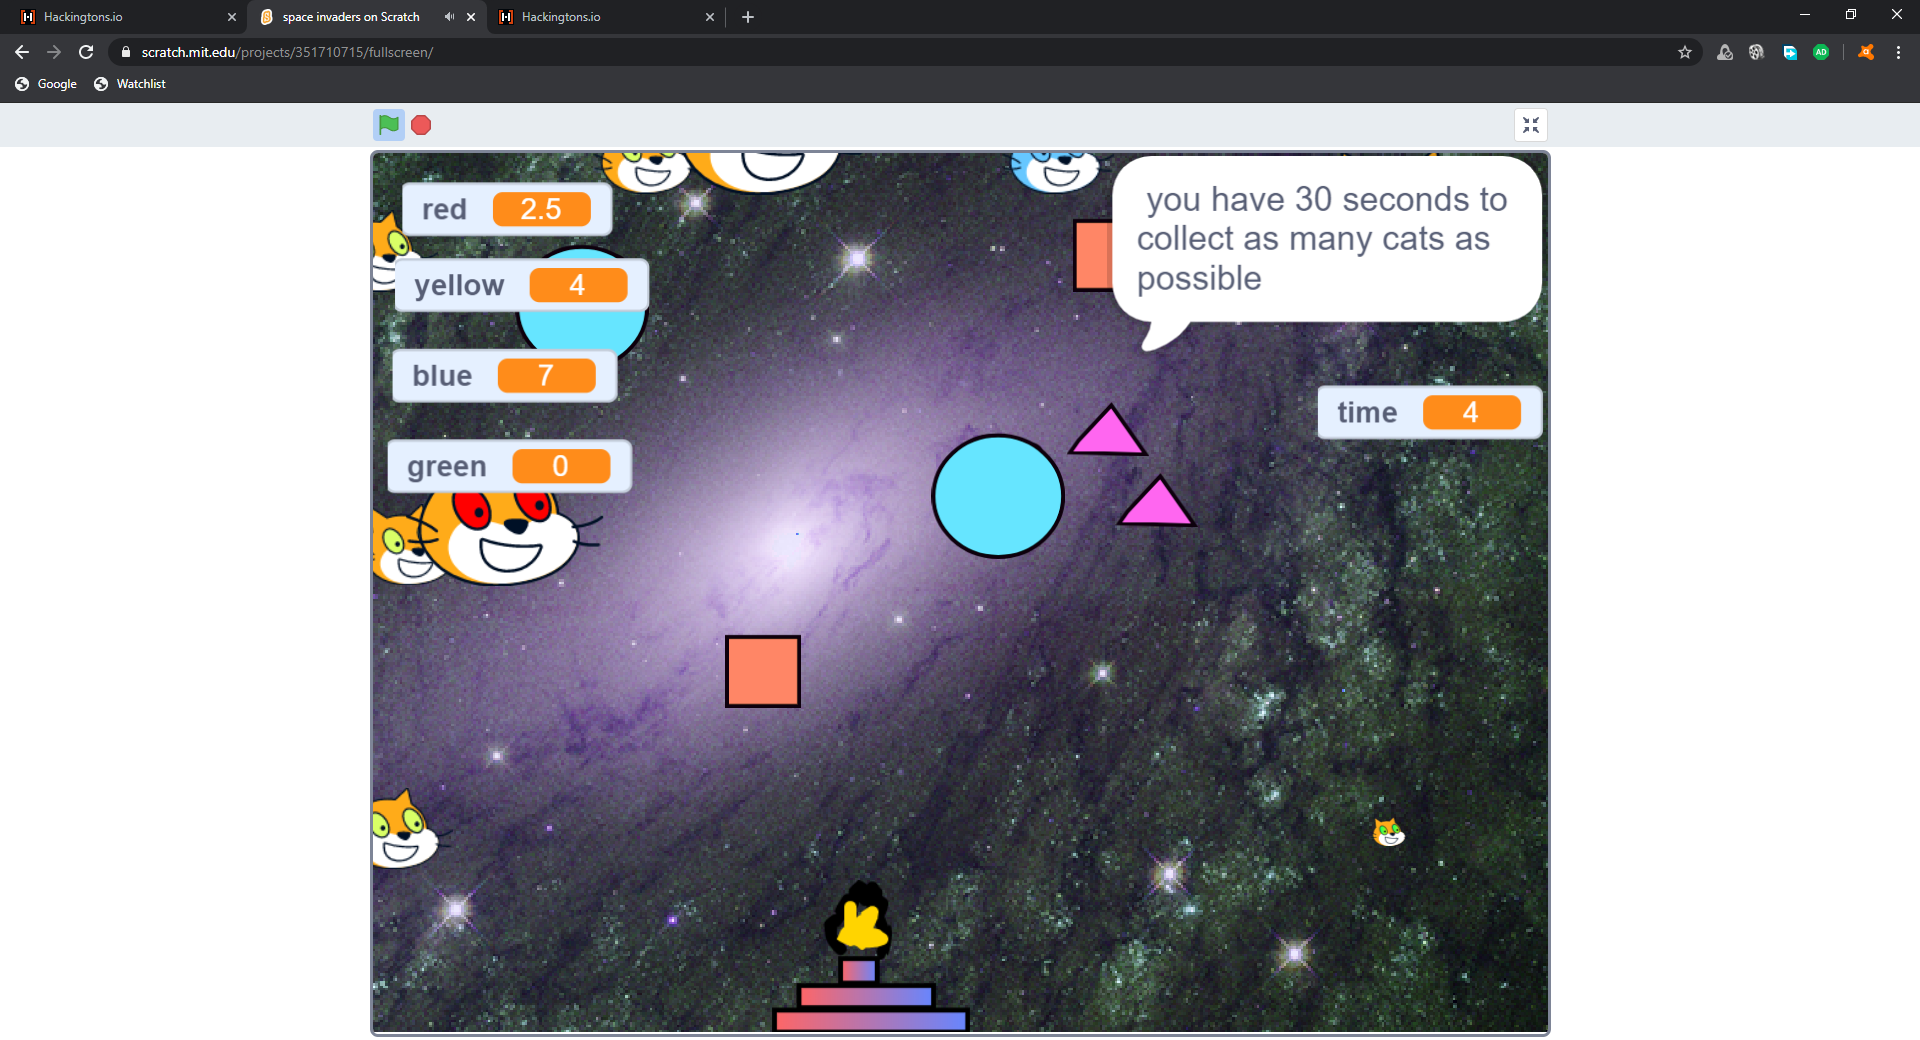 Hackingtons.io
space invaders on Scratch
Hackingtons.io
scratch.mit.edu/projects/351710715/fullscreen/
AD
Google
Watchlist
red 2.5
yellow 4
blue 7
green 0
you have 30 seconds to
collect as many cats as
possible
time 4